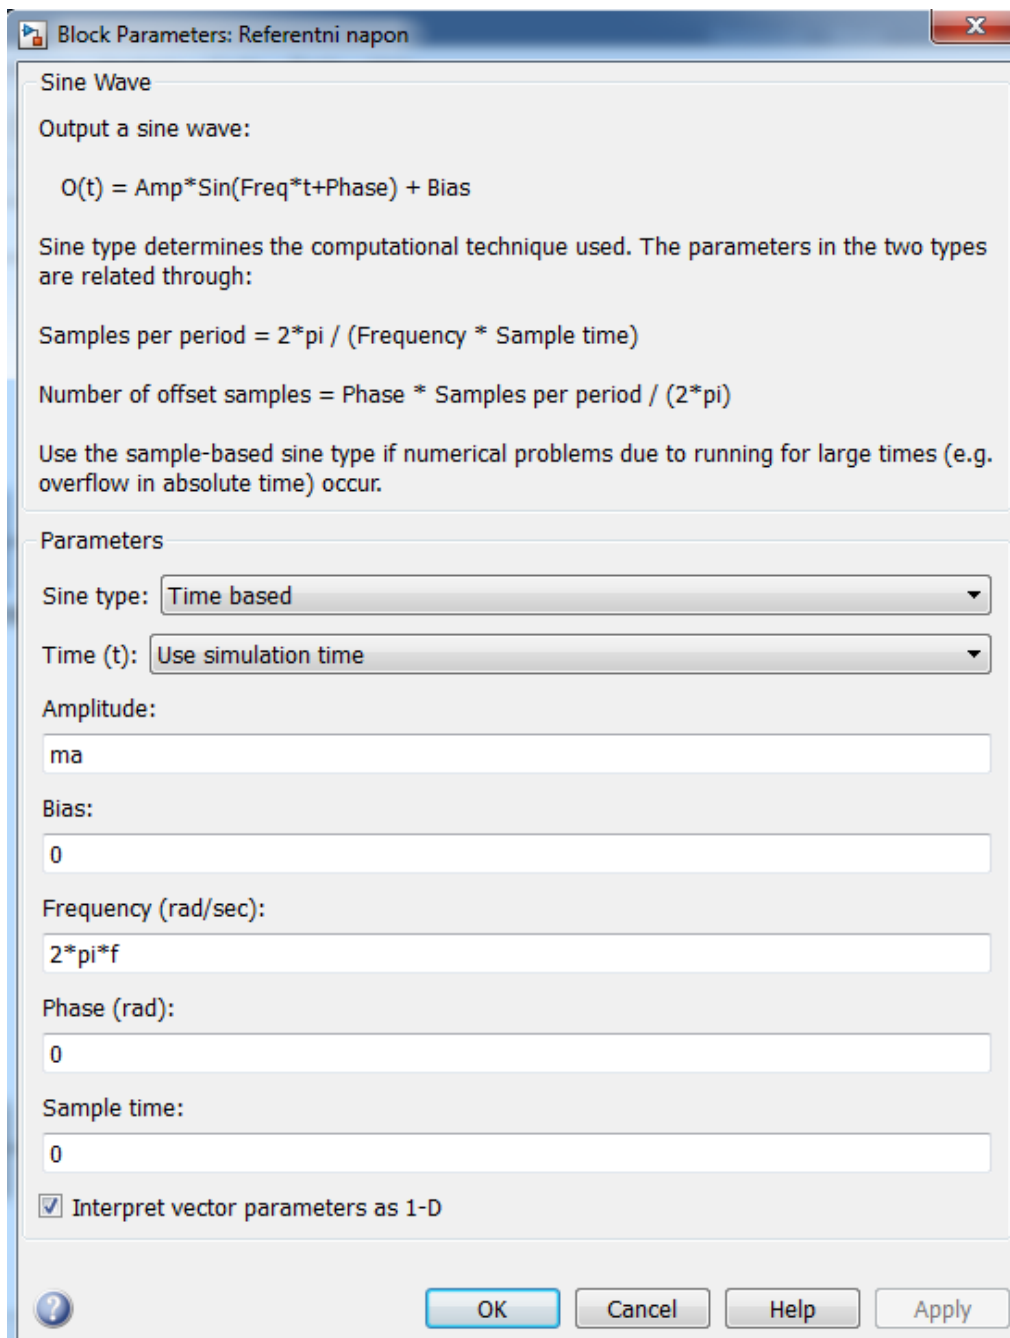 Block Parameters: Referentni napon
Sine Wave
Output a sine wave:
O(t) = Amp*Sin(Freq*t+Phase) + Bias
Sine type determines the computational technique used. The parameters in the two types
are related through:
Samples per period = 2*pi / (Frequency * Sample time)
Number of offset samples = Phase * Samples per period / (2*pi)
Use the sample-based sine type if numerical problems due to running for large times (e.g.
overflow in absolute time) occur.
Parameters
Sine type: Time based
Time (t): Use simulation time
Amplitude:
ma
Bias:
0
Frequency (rad/sec):
2*pi*f
Phase (rad):
0
Sample time:
0
Interpret vector parameters as 1-D
? OK Cancel Help Apply